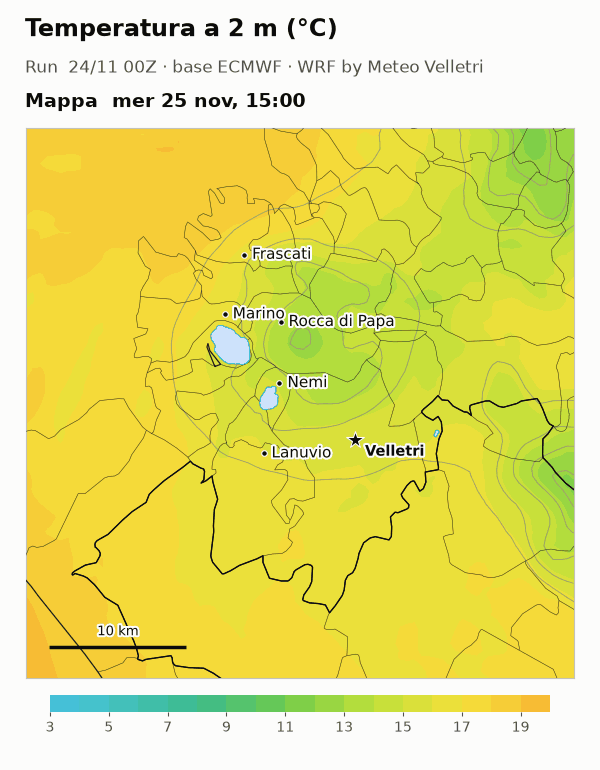 Temperatura a 2 m (°C)
Run  24/11 00Z · base ECMWF · WRF by Meteo Velletri
Mappa  mer 25 nov, 15:00
Frascati
Marino
Rocca di Papa
Nemi
Velletri
Lanuvio
10 km
3 5 7 9 11 13 15 17 19